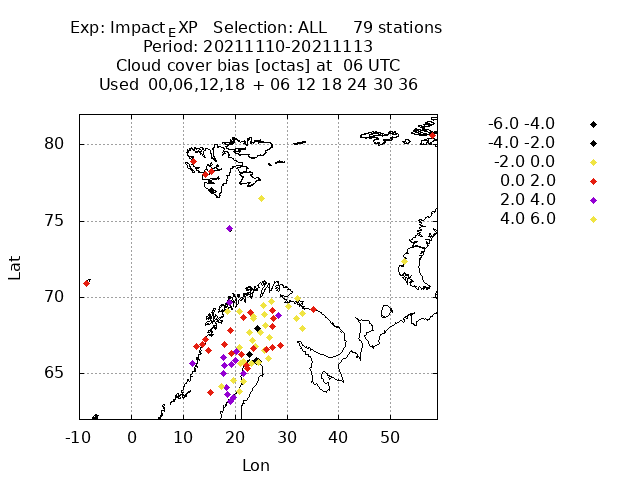 Exp: Impact_EXP   Selection: ALL     79 stations
Period: 20211110-20211113
Cloud cover bias [octas] at  06 UTC
Used  00,06,12,18  + 06 12 18 24 30 36
-6.0 -4.0
-4.0 -2.0
-2.0 0.0
0.0 2.0
2.0 4.0
4.0 6.0
80
75
70
65
Lat
-10 0 10 20 30 40 50
Lon